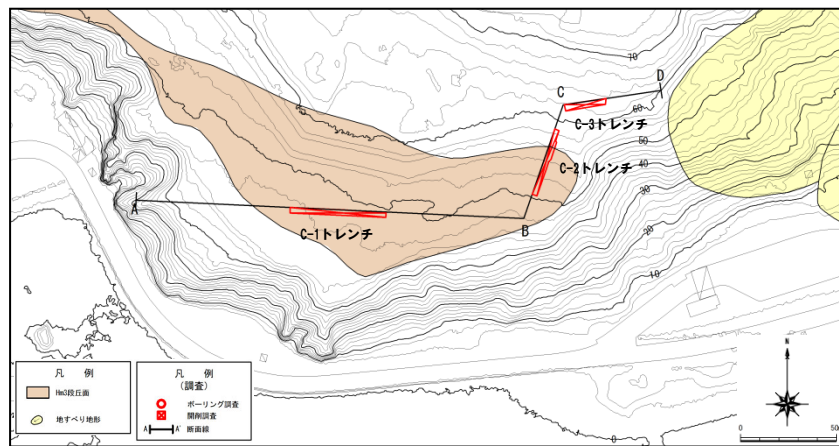 70
D
C
60
C-3トレンチ
50
C-2トレンチ
40
30
A
B
C-1トレンチ
20
10
0
凡 例
Hm3段丘面
地すべり地形
凡 例
(調査)
ボーリング調査
開削調査
A A' 断面線
N
0 50